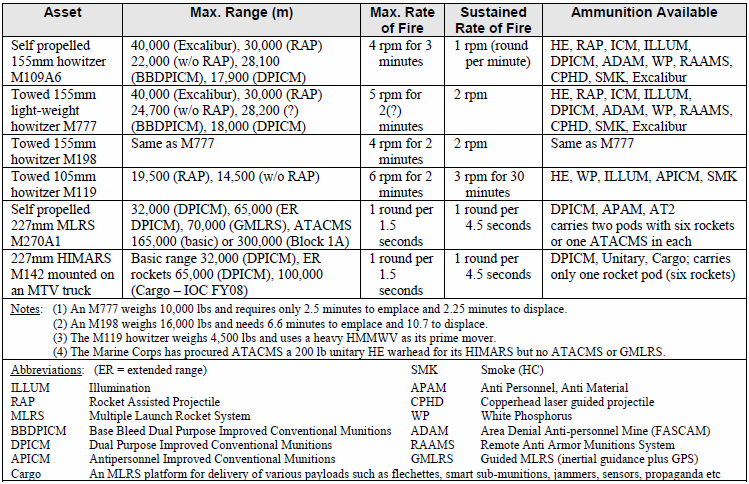 Asset Max. Range (m) Max. Rate of Fire Sustained Rate of Fire Ammunition Available
Self propelled 155mm howitzer M109A6
40,000 (Excalibur), 30,000 (RAP)
22,000 (w/o RAP), 28,100
(BBDPICM), 17,900 (DPICM)
4 rpm for 3
minutes
1 rpm (round
per minute)
HE, RAP, ICM, ILLUM,
DPICM, ADAM, WP, RAAMS,
CPHD, SMK, Excalibur
Towed 155mm
light-weight
howitzer M777
40,000 (Excalibur), 30,000 (RAP)
24,700 (w/o RAP), 28,200 (?)
(BBDPICM), 18,000 (DPICM)
5 rpm for
2(?)
minutes
2 rpm
HE, RAP, ICM, ILLUM,
DPICM, ADAM, WP, RAAMS,
CPHD, SMK, Excalibur
Towed 155mm
howitzer M198
Same as M777
4 rpm for 2
minutes
2 rpm
Same as M777
Towed 105mm
howitzer M119
19,500 (RAP), 14,500 (w/o RAP)
6 rpm for 2
minutes
3 rpm for 30
minutes
HE, WP, ILLUM, APICM, SMK
Self propelled
227mm MLRS
M270A1
32,000 (DPICM), 65,000 (ER
DPICM), 70,000 (GMLRS), ATACMS
165,000 (basic) or 300,000 (Block 1A)
1 round per
1.5
seconds
1 round per
4.5 seconds
DPICM, APAM, AT2
carries two pods with six rockets
or one ATACMS in each
227mm HIMARS
M142 mounted on
an MTV truck
Basic range 32,000 (DPICM), ER
rockets 65,000 (DPICM), 100,000
(Cargo – IOC FY08)
1 round per
1.5
seconds
1 round per
4.5 seconds
DPICM, Unitary, Cargo; carries
only one rocket pod (six rockets)
Notes: (1) An M777 weighs 10,000 lbs and requires only 2.5 minutes to emplace and 2.25 minutes to displace.
(2) An M198 weighs 16,000 lbs and needs 6.6 minutes to emplace and 10.7 to displace.
(3) The M119 howitzer weighs 4,500 lbs and uses a heavy HMMWV as its prime mover.
(4) The Marine Corps has procured ATACMS a 200 lb unitary HE warhead for its HIMARS but no ATACMS or GMLRS.
Abbreviations: (ER = extended range) SMK Smoke (HC)
ILLUM Illumination APAM Anti Personnel, Anti Material
RAP Rocket Assisted Projectile CPHD Copperhead laser guided projectile
MLRS Multiple Launch Rocket System WP White Phosphorus
BBDPICM Base Bleed Dual Purpose Improved Conventional Munitions ADAM Area Denial Anti-personnel Mine (FASCAM)
DPICM Dual Purpose Improved Conventional Munitions RAAMS Remote Anti Armor Munitions System
APICM Antipersonnel Improved Conventional Munitions GMLRS Guided MLRS (inertial guidance plus GPS)
Cargo An MLRS platform for delivery of various payloads such as flechettes, smart sub-munitions, jammers, sensors, propaganda etc